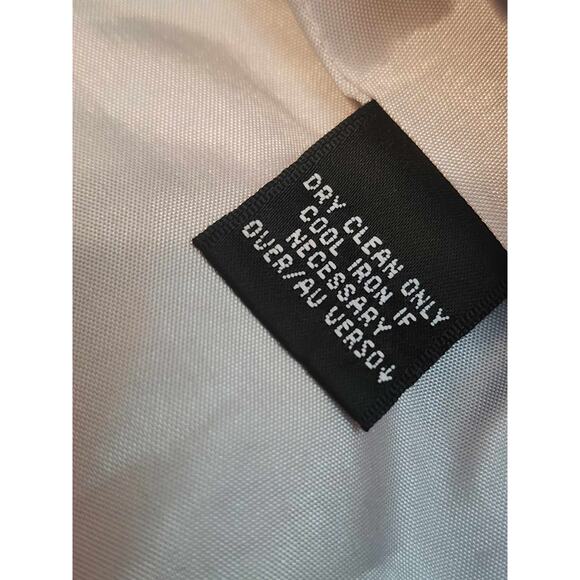 DRY CLEAN ONLY
COOL IRON IF
NECESSARY
OVER/AU VERSO↓